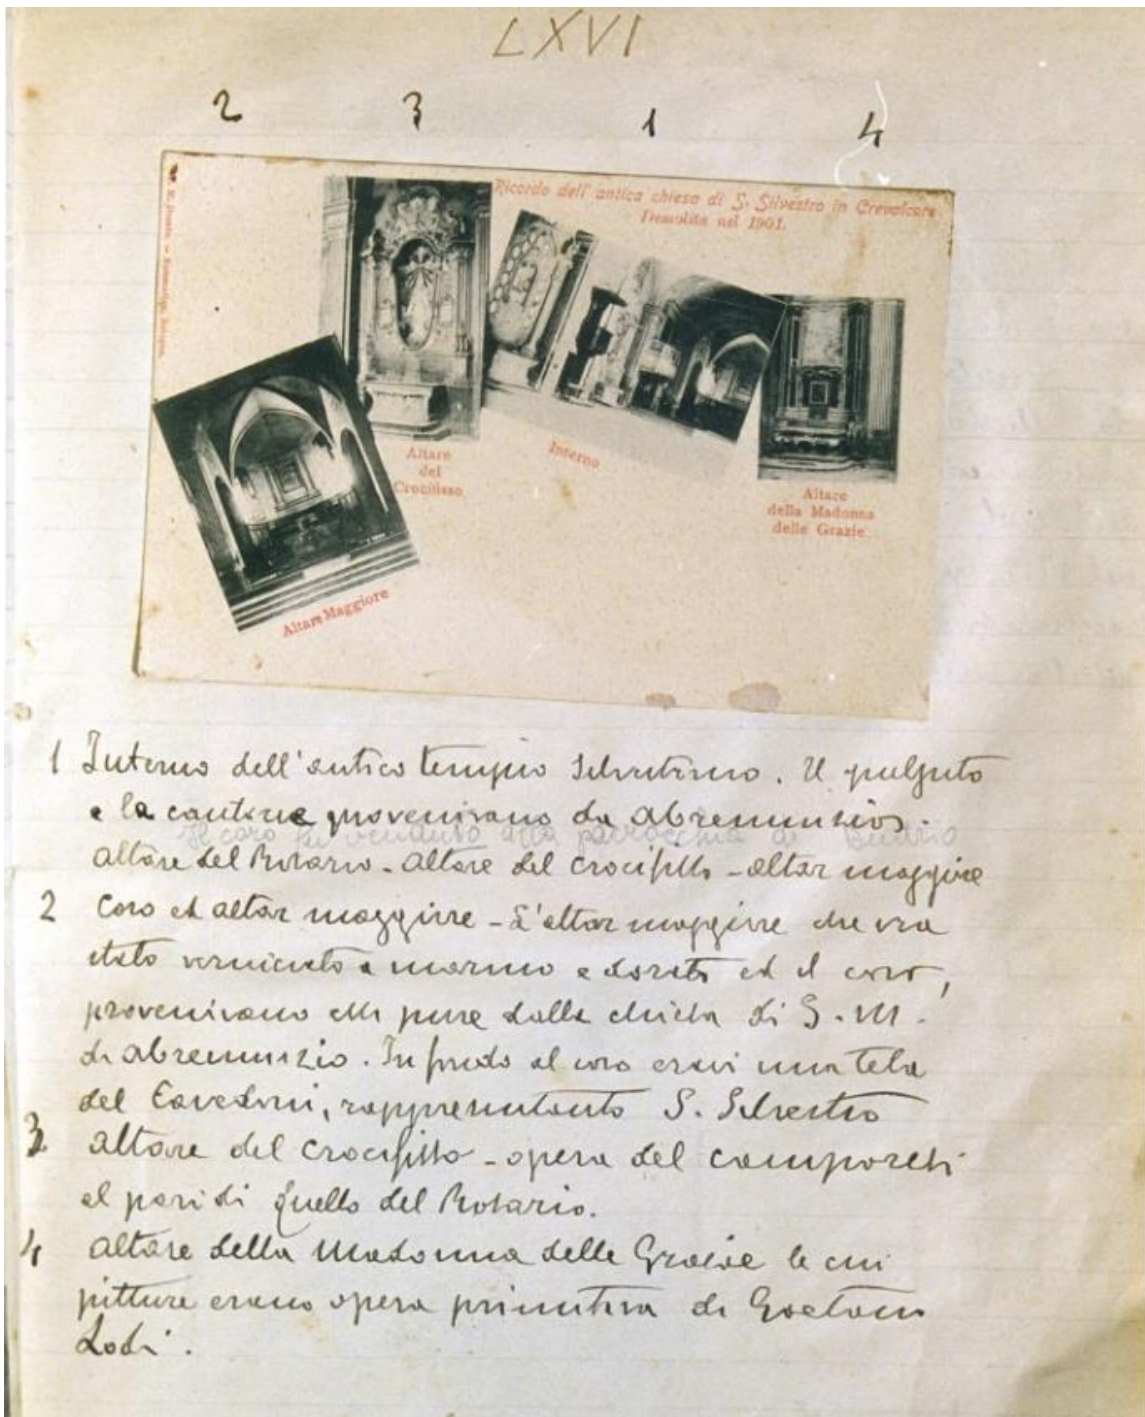 LXVI
2 3 1 4
Ricordo dell'antica chiesa di S. Silvestro in Crevalcore
Demolita nel 1901.
Altare
del
Crocifisso
Interno
Altare
della Madonna
delle Grazie
Altare Maggiore
1 Interno dell'antico tempio Silvestrino. Il pulpito
e la cantoria provenivano da Abrenunzio.
Il coro fu venduto alla parrocchia di
Altare del Rosario - Altare del Crocifisso - Altar maggiore
2 Coro ed altar maggiore - L'altar maggiore che era
stato verniciato a marmo e dorato ed il coro,
provenivano essi pure dalla chiesa di S. M.
di Abrenunzio. In fondo al coro eravi una tela
del Cavedoni, rappresentante S. Silvestro
3 Altare del Crocifisso - opera del Camporesi
al pari di quello del Rosario.
4 Altare della Madonna delle Grazie le cui
pitture erano opera primitiva di Gaetano
Lodi.